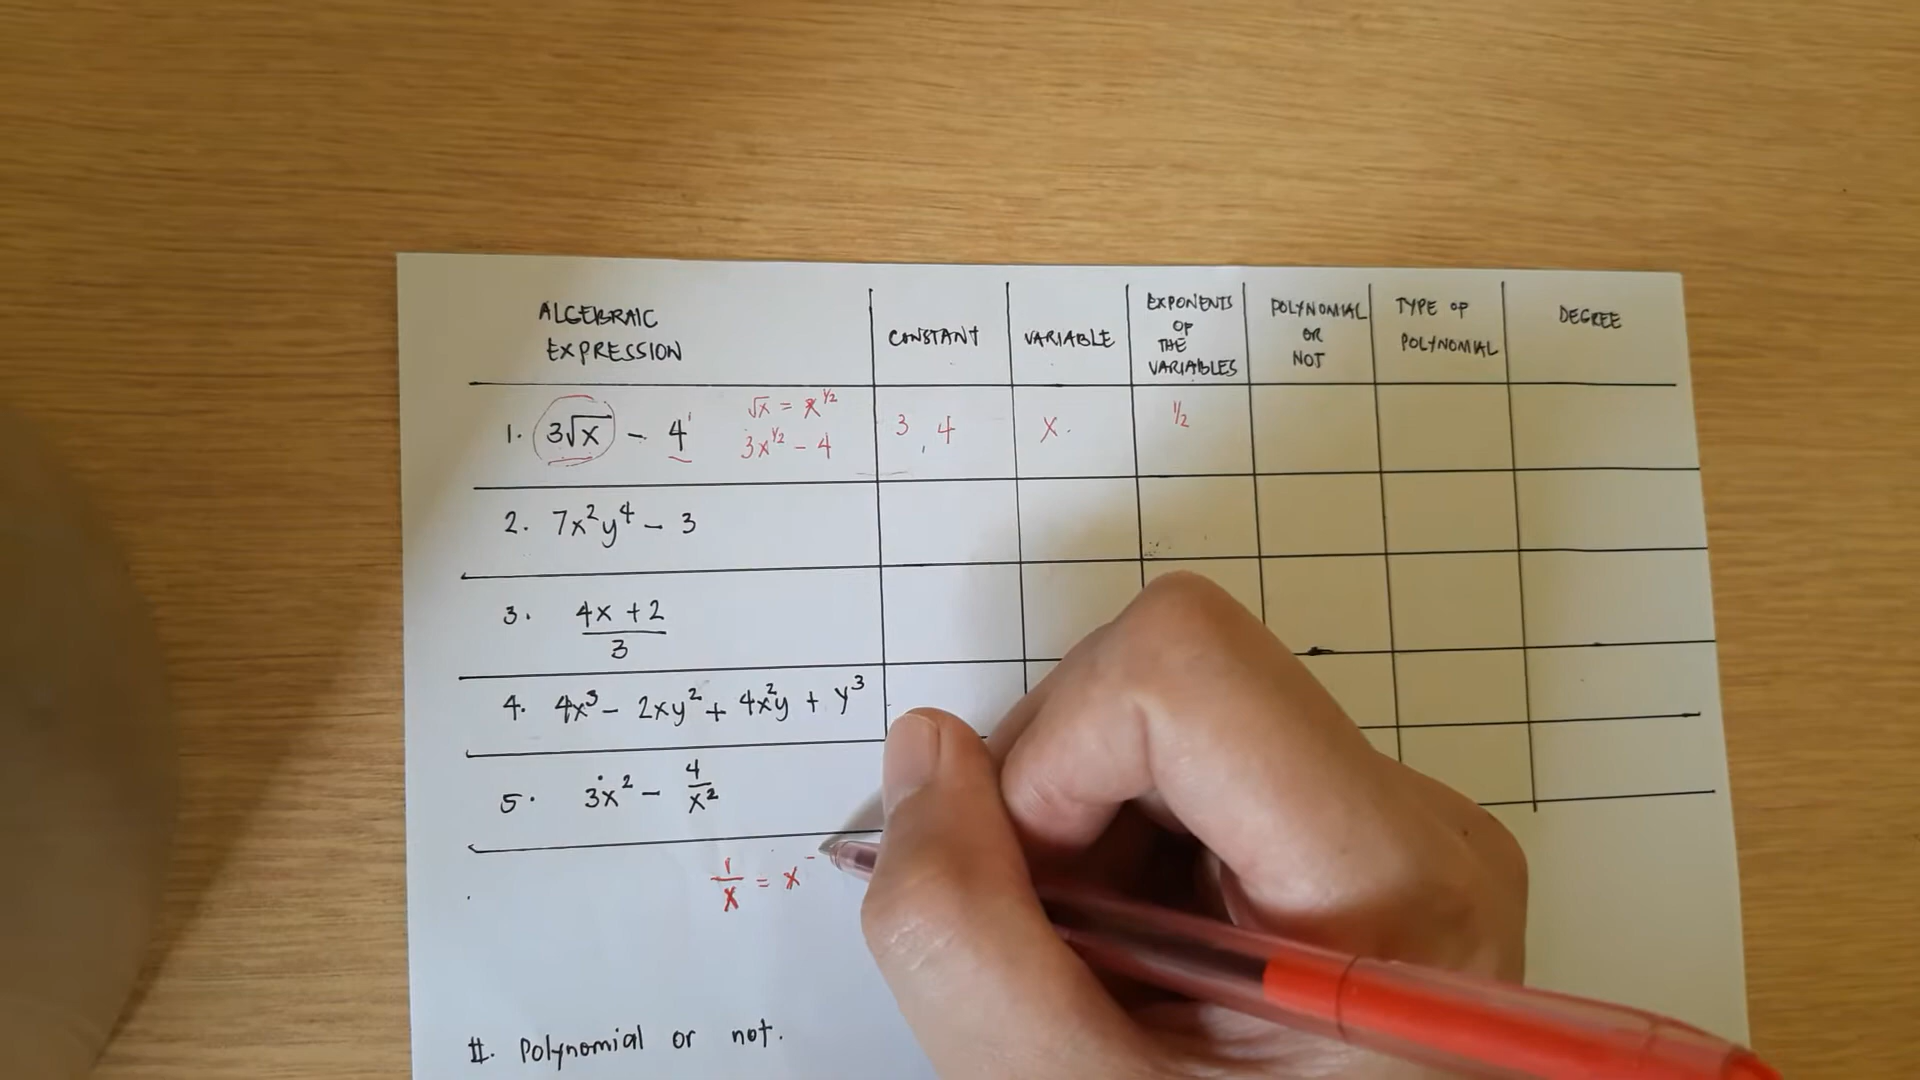 ALGEBRAIC EXPRESSION
CONSTANT
VARIABLE
EXPONENTS OF THE VARIABLES
POLYNOMIAL OR NOT
TYPE OF POLYNOMIAL
DEGREE
1. 3√x - 4
√x = x^1/2
3x^1/2 - 4
3, 4
x.
1/2
2. 7x²y⁴ - 3
3. (4x + 2)/3
4. 4x³ - 2xy² + 4x²y + y³
5. 3x² - 4/x²
1/x = x⁻
II. Polynomial or not.